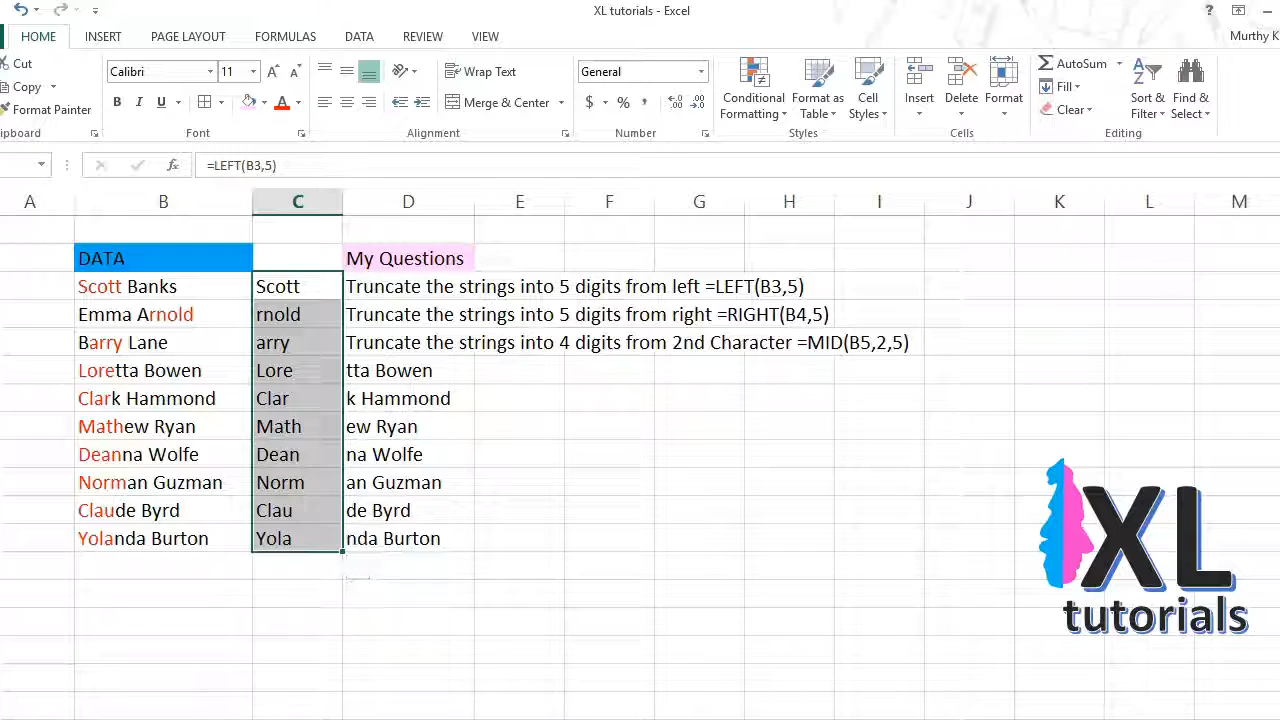 XL tutorials - Excel
?
HOME INSERT PAGE LAYOUT FORMULAS DATA REVIEW VIEW
Murthy K
Cut
Copy
Format Painter
ipboard
Calibri 11
B I U A
Font
Wrap Text
Merge & Center
Alignment
General
$ % ,
Number
Conditional Formatting
Format as Table
Cell Styles
Styles
Insert Delete Format
Cells
AutoSum
Fill
Clear
Sort & Filter
Find & Select
Editing
fx =LEFT(B3,5)
A B C D E F G H I J K L M
DATA My Questions
Scott Banks Scott Truncate the strings into 5 digits from left =LEFT(B3,5)
Emma Arnold rnold Truncate the strings into 5 digits from right =RIGHT(B4,5)
Barry Lane arry Truncate the strings into 4 digits from 2nd Character =MID(B5,2,5)
Loretta Bowen Lore tta Bowen
Clark Hammond Clar k Hammond
Mathew Ryan Math ew Ryan
Deanna Wolfe Dean na Wolfe
Norman Guzman Norm an Guzman
Claude Byrd Clau de Byrd
Yolanda Burton Yola nda Burton
XL
tutorials